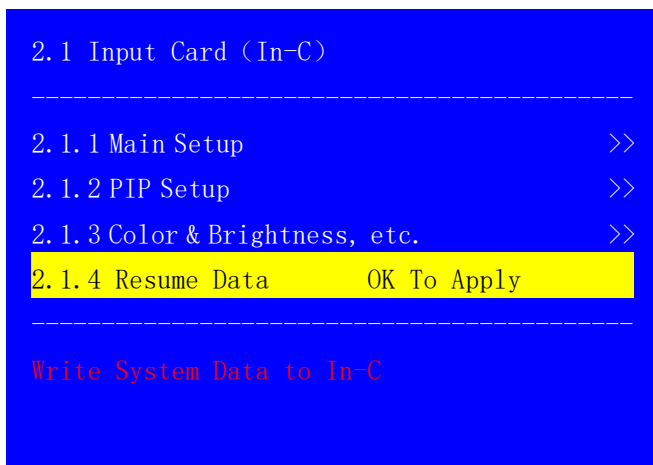 2.1 Input Card（In-C）
2.1.1 Main Setup >>
2.1.2 PIP Setup >>
2.1.3 Color & Brightness, etc. >>
2.1.4 Resume Data OK To Apply
Write System Data to In-C